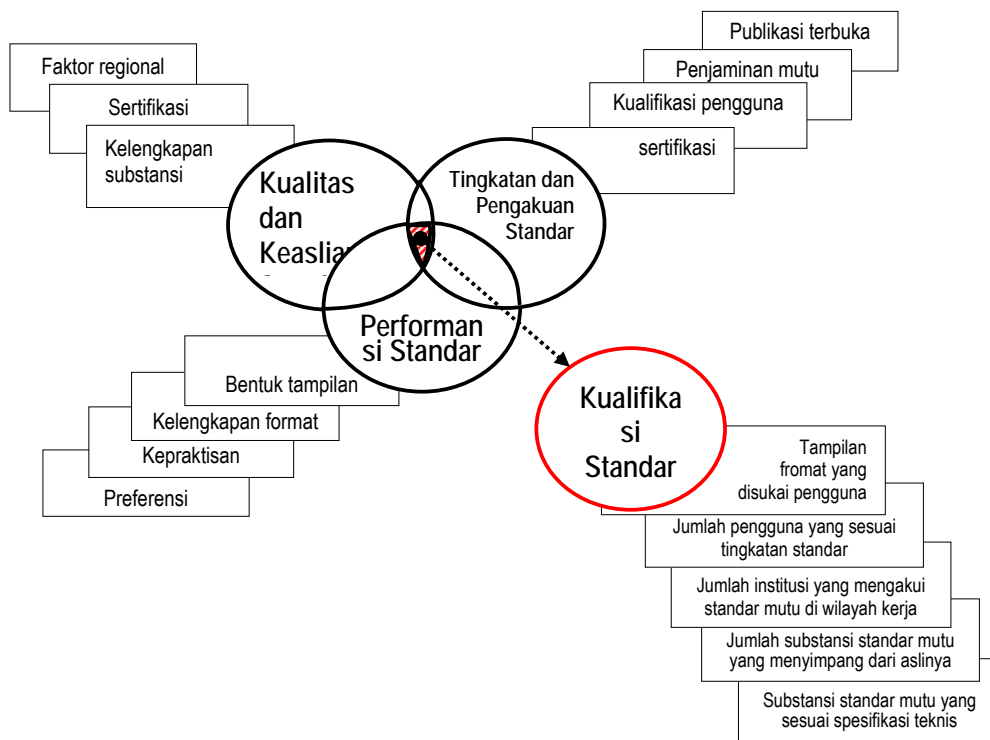 Publikasi terbuka
Penjaminan mutu
Kualifikasi pengguna
sertifikasi
Faktor regional
Sertifikasi
Kelengkapan
substansi
Kualitas
dan
Tingkatan dan
Pengakuan
Standar
Performan
si Standar
Bentuk tampilan
Kelengkapan format
Kepraktisan
Preferensi
Kualifika
si
Standar
Tampilan
fromat yang
disukai pengguna
Jumlah pengguna yang sesuai
tingkatan standar
Jumlah institusi yang mengakui
standar mutu di wilayah kerja
Jumlah substansi standar mutu
yang menyimpang dari aslinya
Substansi standar mutu yang
sesuai spesifikasi teknis